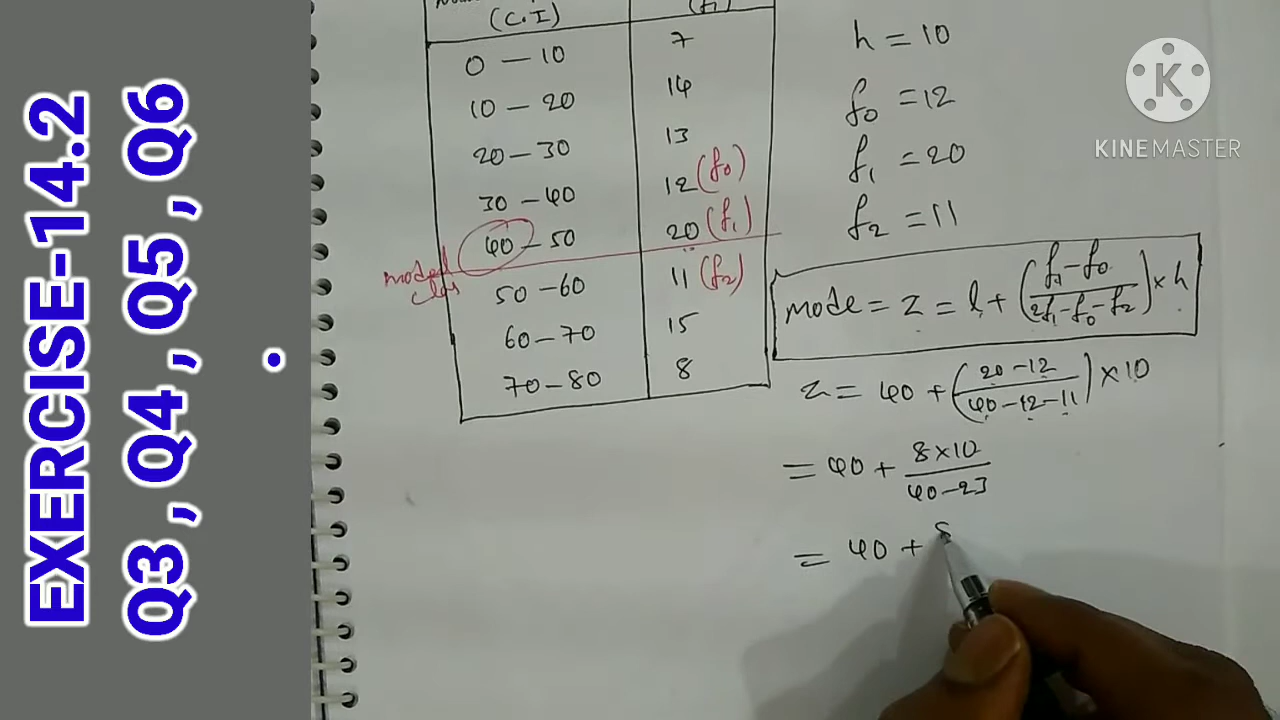 EXERCISE-14.2
Q3 , Q4 , Q5 , Q6
.
(C.I)
0 - 10 7
10 - 20 14
20 - 30 13
30 - 40 12 (f0)
40 - 50 20 (f1)
50 - 60 11 (f2)
60 - 70 15
70 - 80 8
h = 10
f0 = 12
f1 = 20
f2 = 11
K
KINEMASTER
mode = z = l + (f1-f0 / 2f1-f0-f2) × h
z = 40 + (20-12 / 40-12-11) × 10
= 40 + 8×10 / 40-23
= 40 + 8